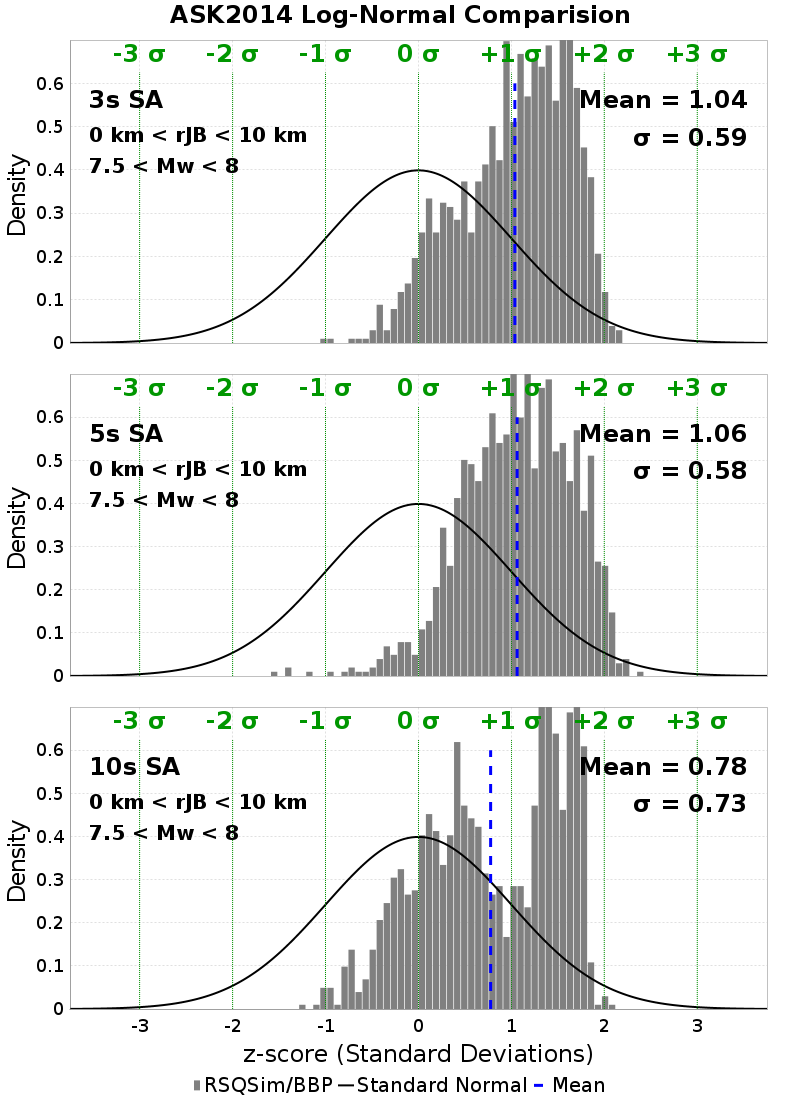 ASK2014 Log-Normal Comparision
-3 σ -2 σ -1 σ 0 σ +1 σ +2 σ +3 σ
0.6
3s SA Mean = 1.04
0.5
0 km < rJB < 10 km σ = 0.59
0.4
7.5 < Mw < 8
0.3
0.2
0.1
0
Density
-3 σ -2 σ -1 σ 0 σ +1 σ +2 σ +3 σ
0.6
5s SA Mean = 1.06
0.5
0 km < rJB < 10 km σ = 0.58
0.4
7.5 < Mw < 8
0.3
0.2
0.1
0
Density
-3 σ -2 σ -1 σ 0 σ +1 σ +2 σ +3 σ
0.6
10s SA Mean = 0.78
0.5
0 km < rJB < 10 km σ = 0.73
0.4
7.5 < Mw < 8
0.3
0.2
0.1
0
Density
-3 -2 -1 0 1 2 3
z-score (Standard Deviations)
RSQSim/BBP Standard Normal Mean